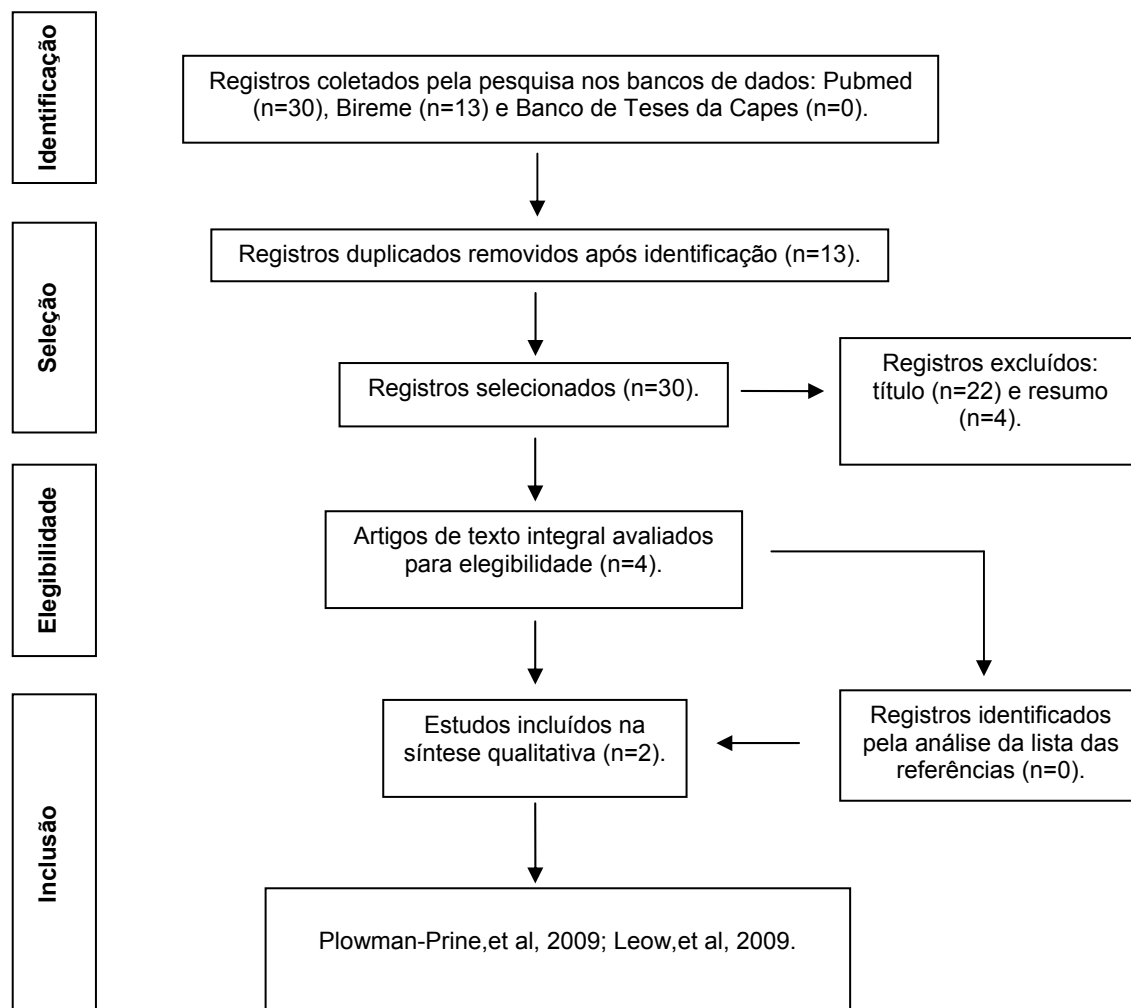 Identificação
Registros coletados pela pesquisa nos bancos de dados: Pubmed
(n=30), Bireme (n=13) e Banco de Teses da Capes (n=0).
Seleção
Registros duplicados removidos após identificação (n=13).
Registros selecionados (n=30).
Registros excluídos:
título (n=22) e resumo
(n=4).
Elegibilidade
Artigos de texto integral avaliados
para elegibilidade (n=4).
Inclusão
Estudos incluídos na
síntese qualitativa (n=2).
Registros identificados
pela análise da lista das
referências (n=0).
Plowman-Prine,et al, 2009; Leow,et al, 2009.